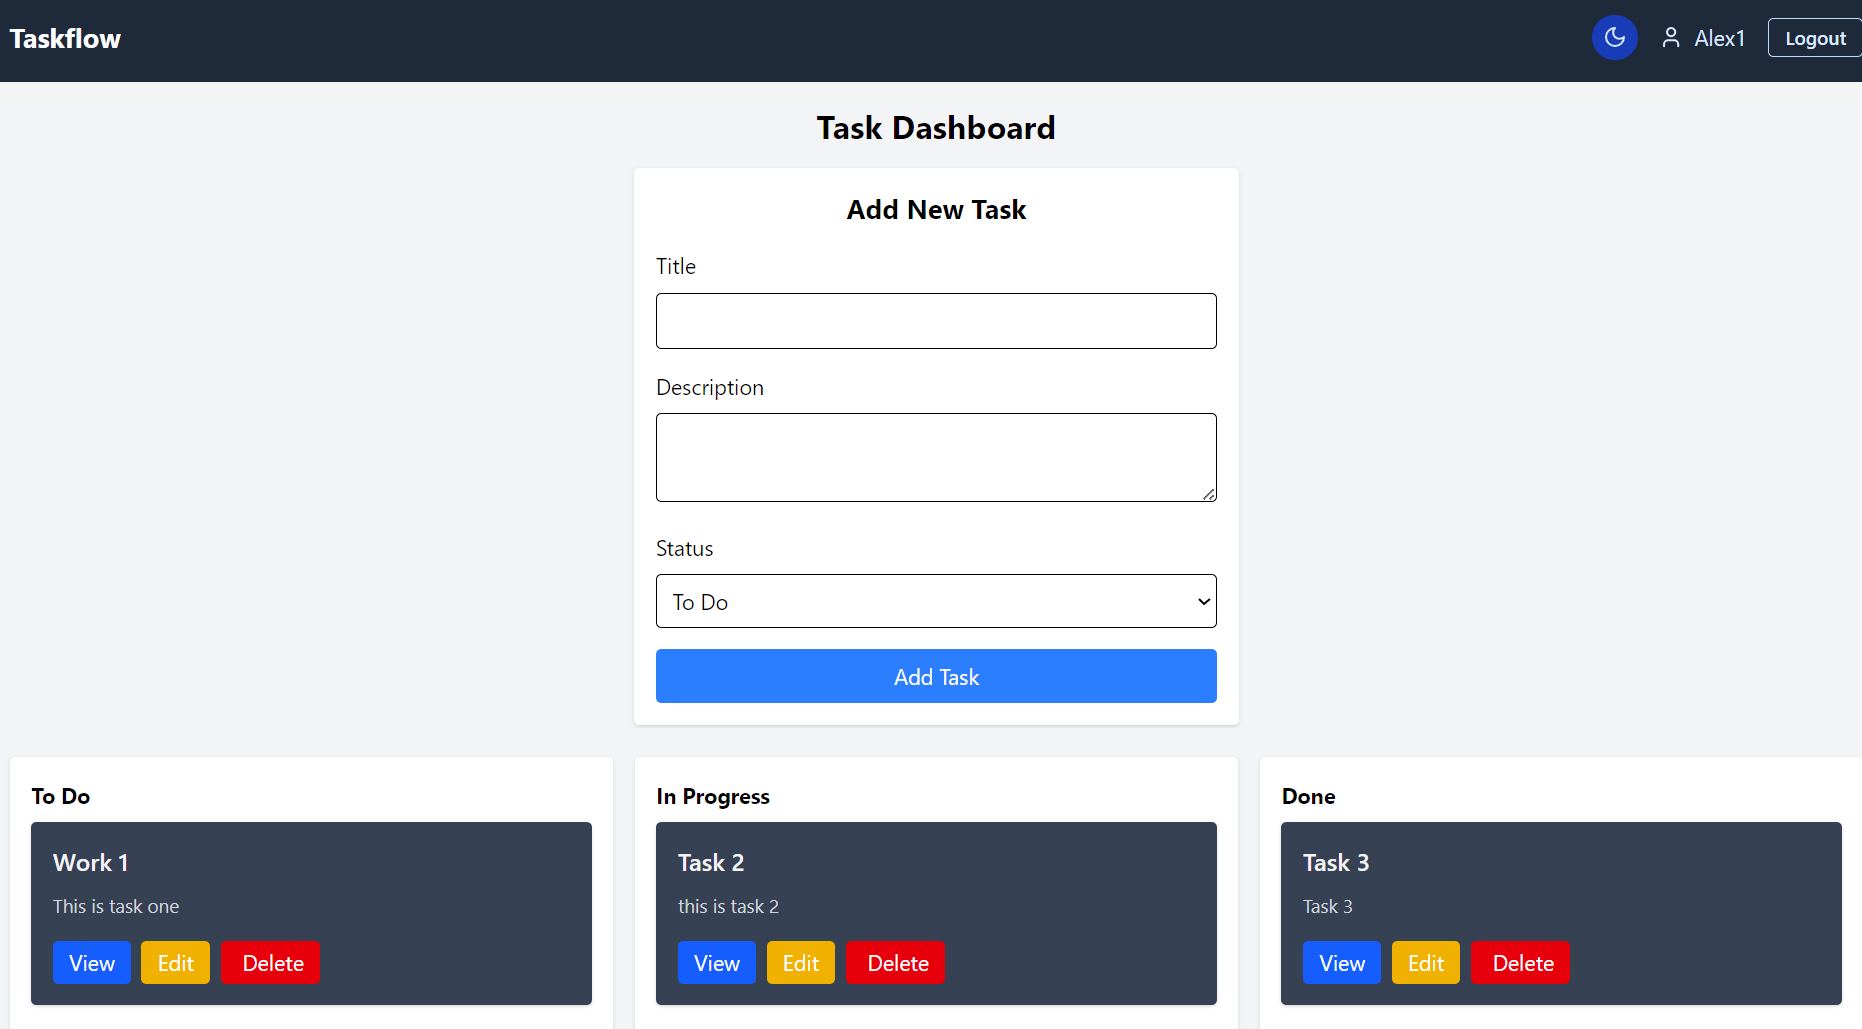 Taskflow
Alex1
Logout
Task Dashboard
Add New Task
Title
Description
Status
To Do
Add Task
To Do
Work 1
This is task one
View Edit Delete
In Progress
Task 2
this is task 2
View Edit Delete
Done
Task 3
Task 3
View Edit Delete